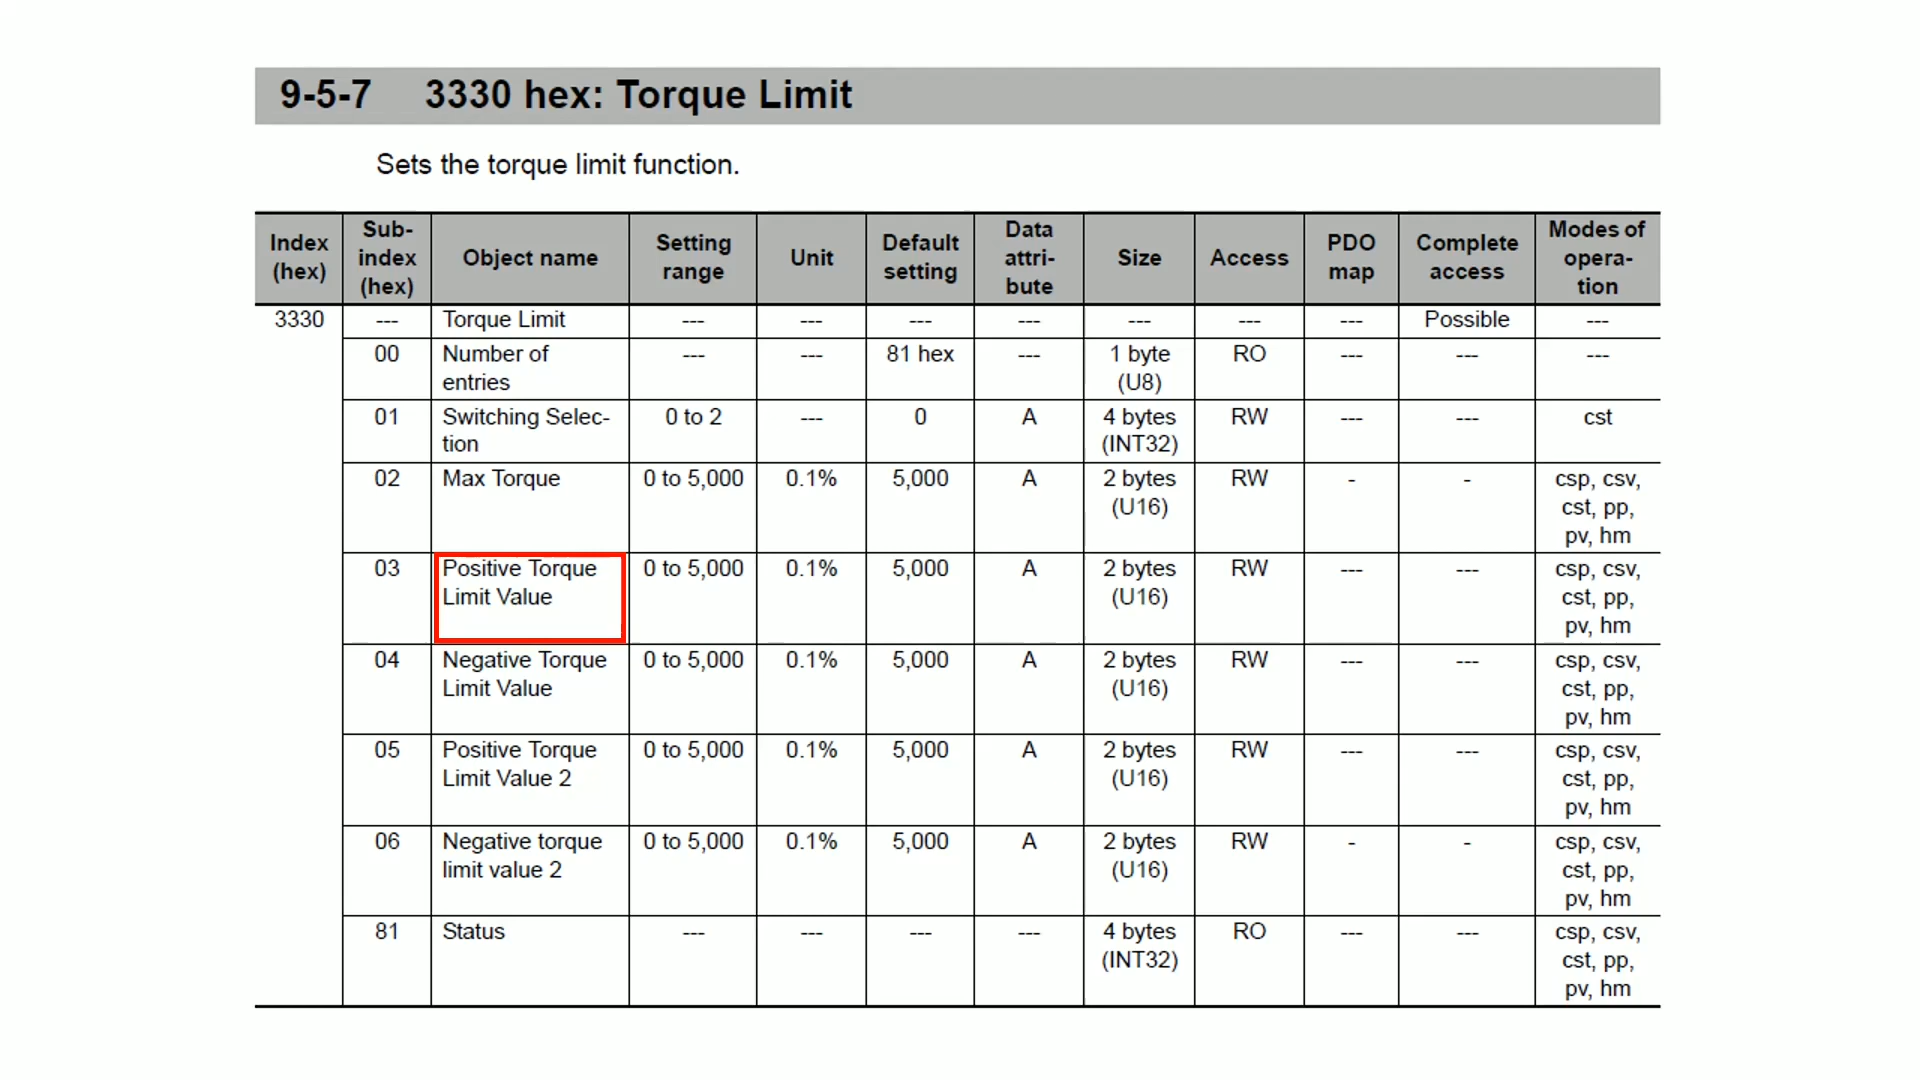 9-5-7 3330 hex: Torque Limit
Sets the torque limit function.
Index (hex) Sub-index (hex) Object name Setting range Unit Default setting Data attri-bute Size Access PDO map Complete access Modes of opera-tion
3330 --- Torque Limit --- --- --- --- --- --- --- Possible ---
00 Number of entries --- --- 81 hex --- 1 byte (U8) RO --- --- ---
01 Switching Selec-tion 0 to 2 --- 0 A 4 bytes (INT32) RW --- --- cst
02 Max Torque 0 to 5,000 0.1% 5,000 A 2 bytes (U16) RW - - csp, csv, cst, pp, pv, hm
03 Positive Torque Limit Value 0 to 5,000 0.1% 5,000 A 2 bytes (U16) RW --- --- csp, csv, cst, pp, pv, hm
04 Negative Torque Limit Value 0 to 5,000 0.1% 5,000 A 2 bytes (U16) RW --- --- csp, csv, cst, pp, pv, hm
05 Positive Torque Limit Value 2 0 to 5,000 0.1% 5,000 A 2 bytes (U16) RW --- --- csp, csv, cst, pp, pv, hm
06 Negative torque limit value 2 0 to 5,000 0.1% 5,000 A 2 bytes (U16) RW - - csp, csv, cst, pp, pv, hm
81 Status --- --- --- --- 4 bytes (INT32) RO --- --- csp, csv, cst, pp, pv, hm